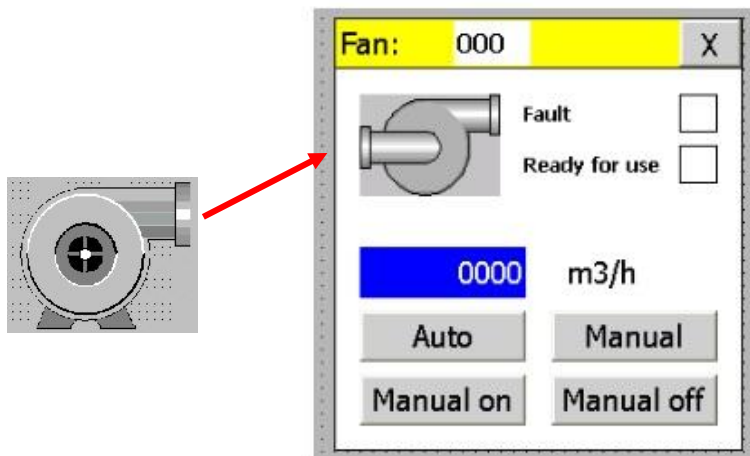 Fan: 000 X
Fault
Ready for use
0000 m3/h
Auto Manual
Manual on Manual off